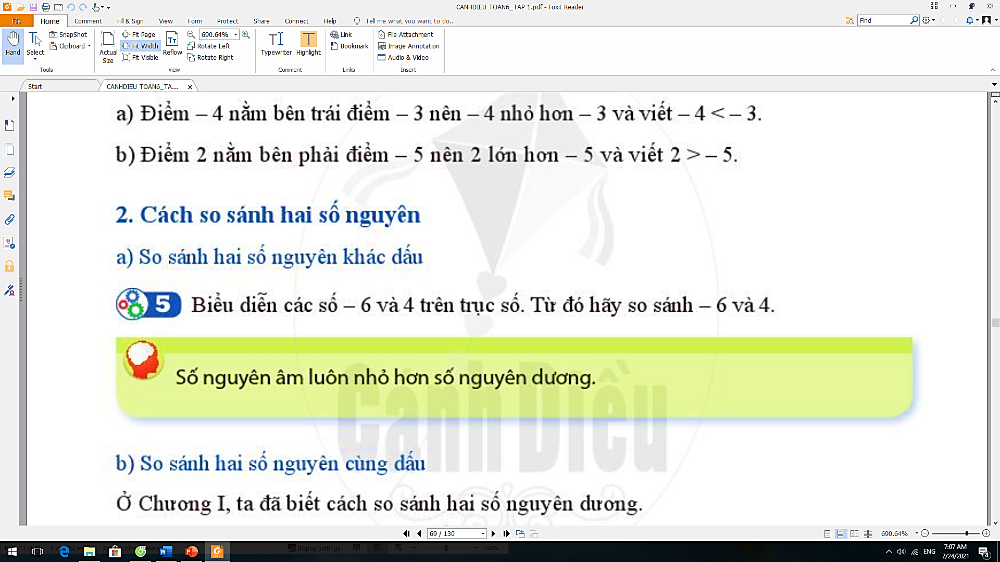 CANHDIEU TOAN6_TAP 1.pdf - Foxit Reader
File Home Comment Fill & Sign View Form Protect Share Connect Help Tell me what you want to do.. Find
Hand
Select
SnapShot
Clipboard
Tools
Actual Size
Fit Page
Fit Width
Fit Visible
Reflow
690.64%
Rotate Left
Rotate Right
View
Typewriter
Highlight
Comment
Link
Bookmark
Links
File Attachment
Image Annotation
Audio & Video
Insert
Start
CANHDIEU TOAN6_TA...
a) Điểm – 4 nằm bên trái điểm – 3 nên – 4 nhỏ hơn – 3 và viết – 4 < – 3.
b) Điểm 2 nằm bên phải điểm – 5 nên 2 lớn hơn – 5 và viết 2 > – 5.
2. Cách so sánh hai số nguyên
a) So sánh hai số nguyên khác dấu
5 Biểu diễn các số – 6 và 4 trên trục số. Từ đó hãy so sánh – 6 và 4.
Số nguyên âm luôn nhỏ hơn số nguyên dương.
Cánh Diều
b) So sánh hai số nguyên cùng dấu
Ở Chương I, ta đã biết cách so sánh hai số nguyên dương.
69 / 130
690.64%
Display Settings
120%
ENG
7:07 AM
7/24/2021
4